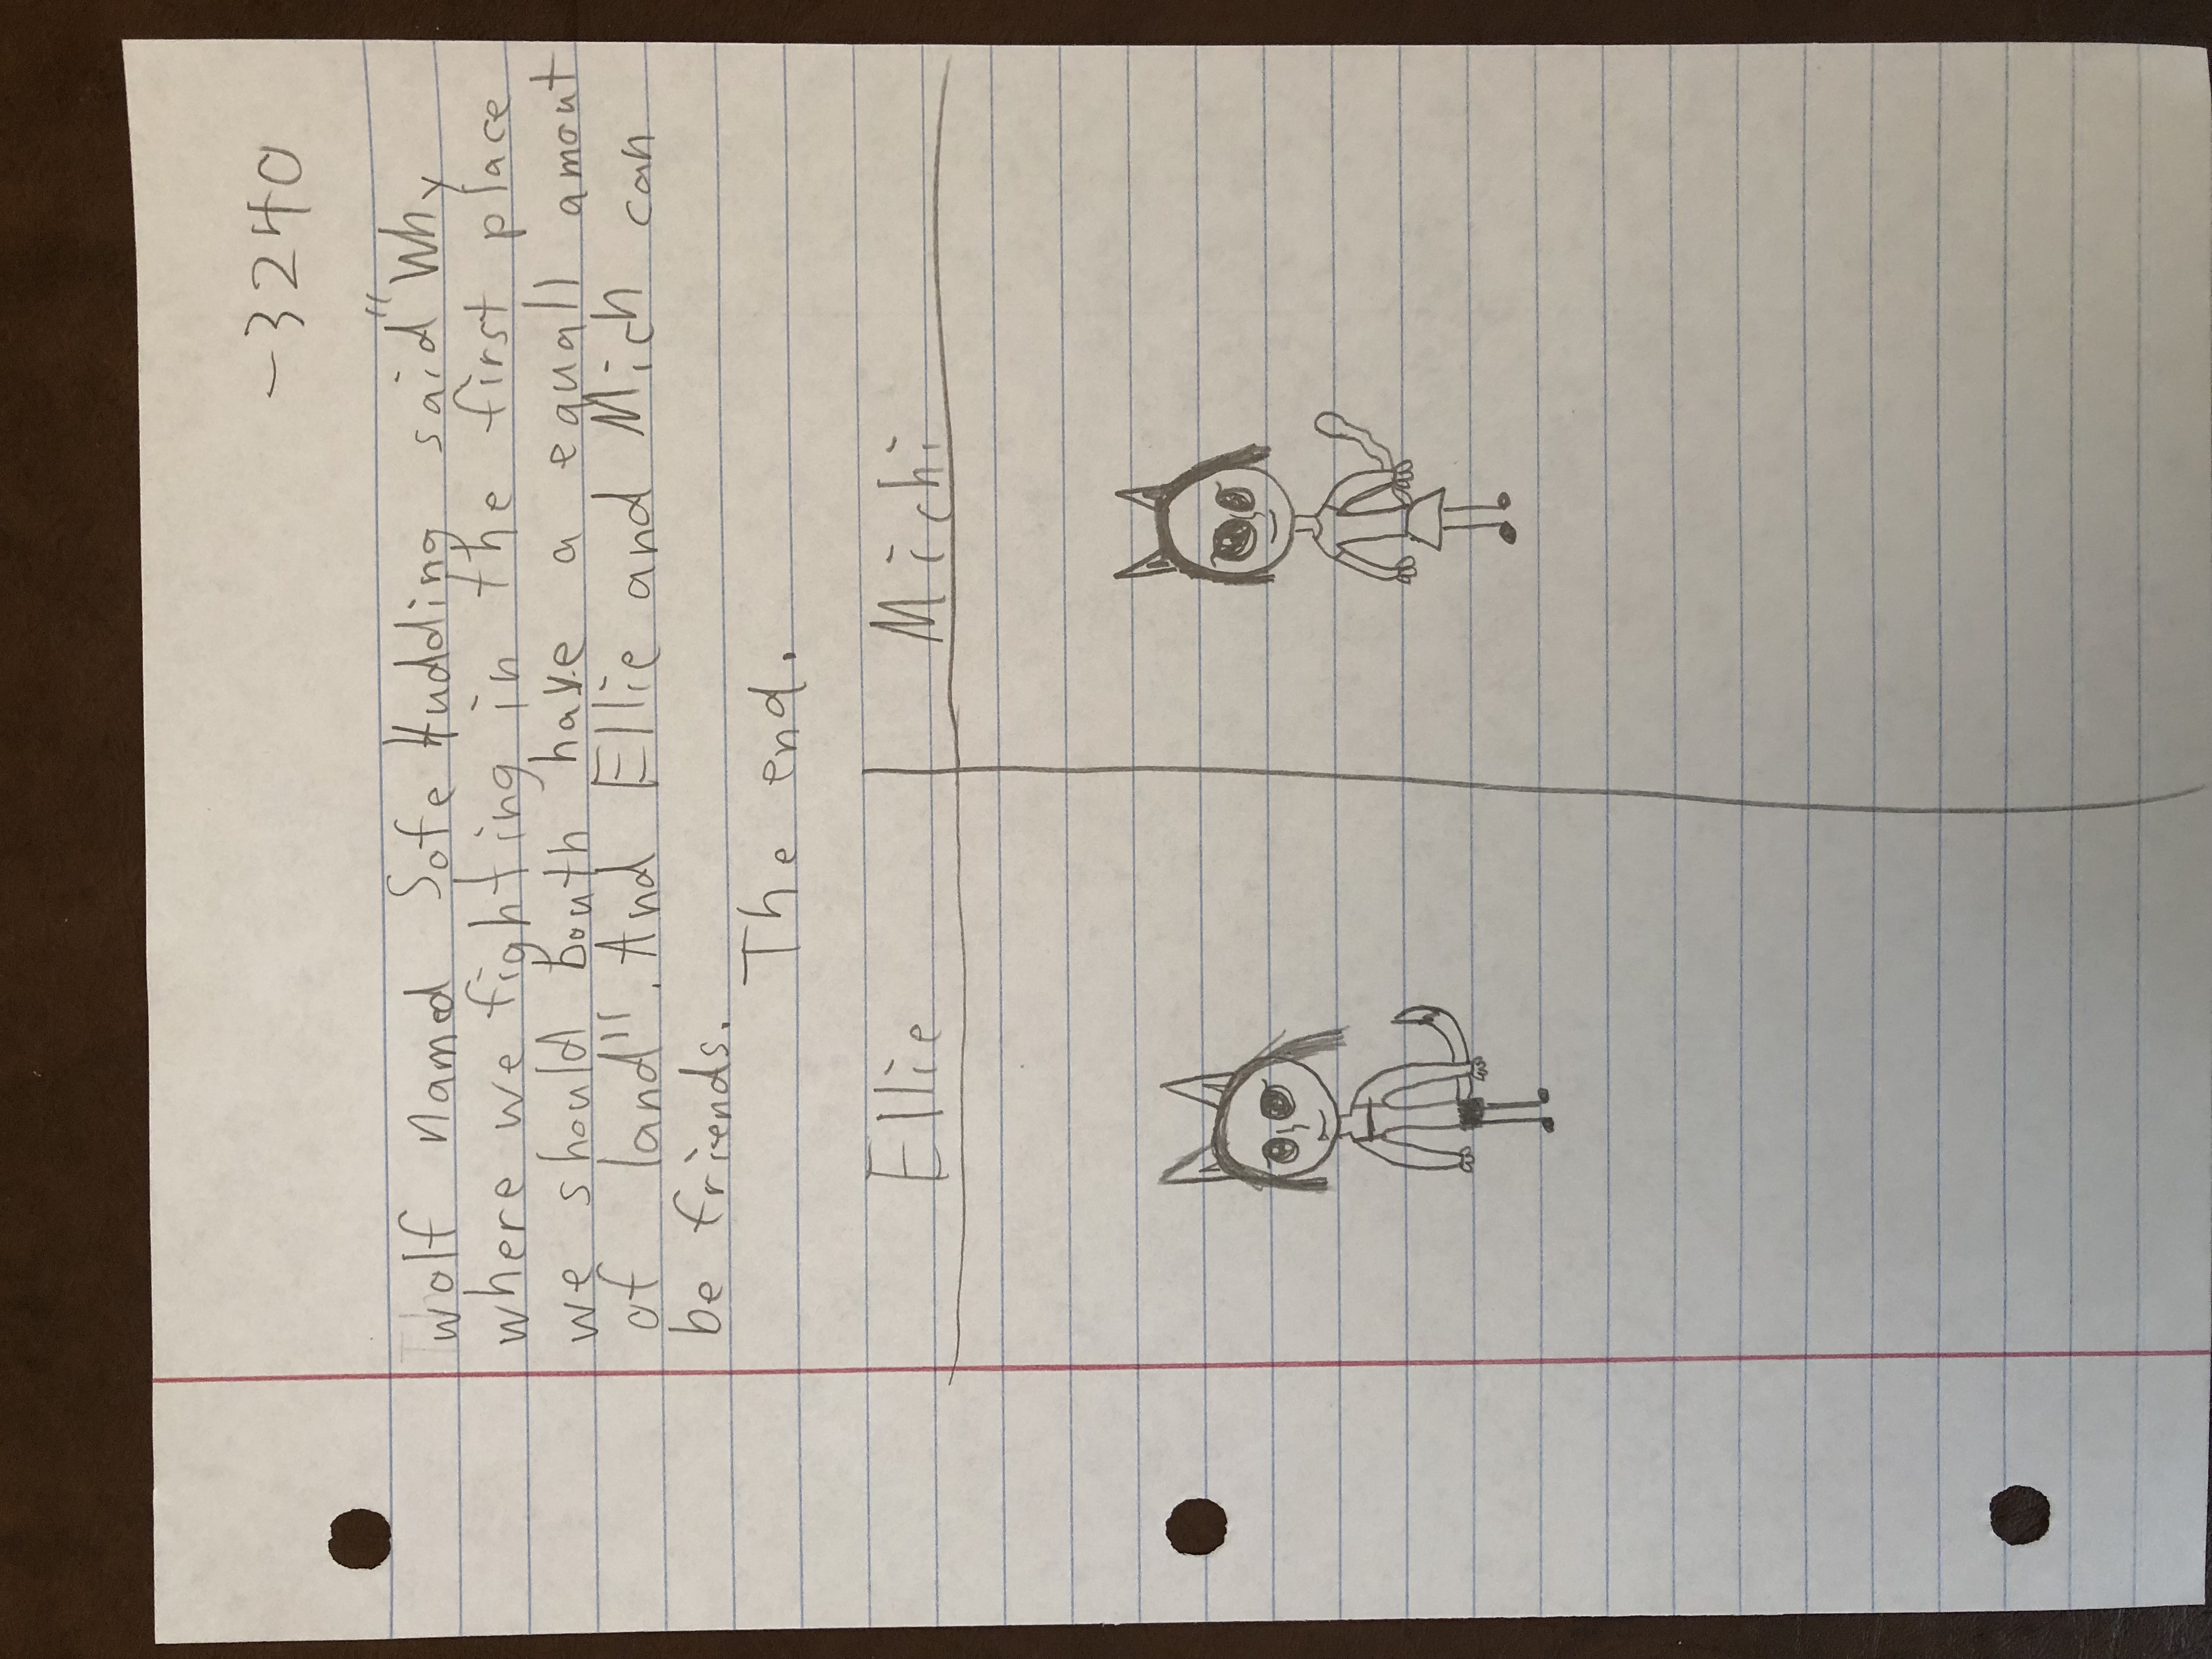 -3240
wolf named Sofe Hudding said "Why
where we fighting in the first place
we should bouth have a equall amout
of land". And Ellie and Mich can
be friends.
The end.
Ellie
Michi